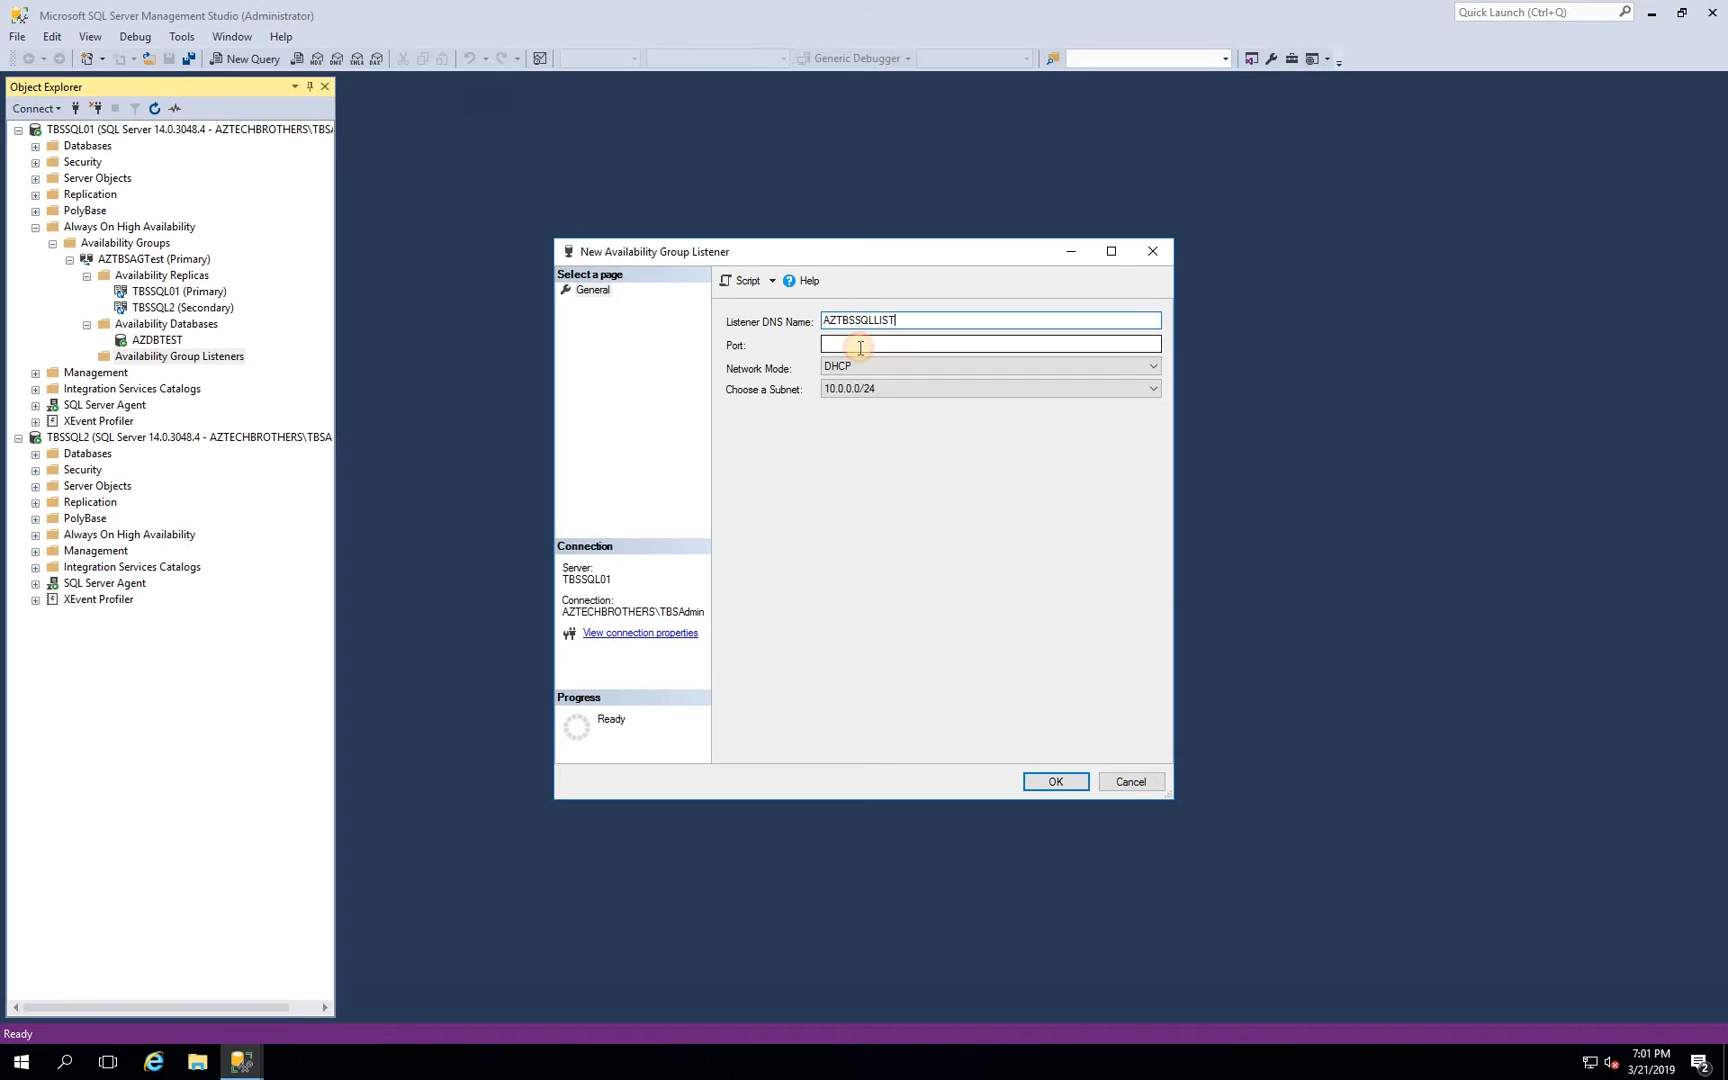 Microsoft SQL Server Management Studio (Administrator)
Quick Launch (Ctrl+Q)
File Edit View Debug Tools Window Help
New Query
MDX DMX XMLA DAX
Generic Debugger
Object Explorer
Connect
TBSSQL01 (SQL Server 14.0.3048.4 - AZTECHBROTHERS\TBSA
Databases
Security
Server Objects
Replication
PolyBase
Always On High Availability
Availability Groups
AZTBSAGTest (Primary)
Availability Replicas
TBSSQL01 (Primary)
TBSSQL2 (Secondary)
Availability Databases
AZDBTEST
Availability Group Listeners
Management
Integration Services Catalogs
SQL Server Agent
XEvent Profiler
TBSSQL2 (SQL Server 14.0.3048.4 - AZTECHBROTHERS\TBSA
Databases
Security
Server Objects
Replication
PolyBase
Always On High Availability
Management
Integration Services Catalogs
SQL Server Agent
XEvent Profiler
New Availability Group Listener
Select a page
General
Script Help
Listener DNS Name: AZTBSSQLLIST
Port:
Network Mode: DHCP
Choose a Subnet: 10.0.0.0/24
Connection
Server:
TBSSQL01
Connection:
AZTECHBROTHERS\TBSAdmin
View connection properties
Progress
Ready
OK Cancel
Ready
7:01 PM
3/21/2019
2